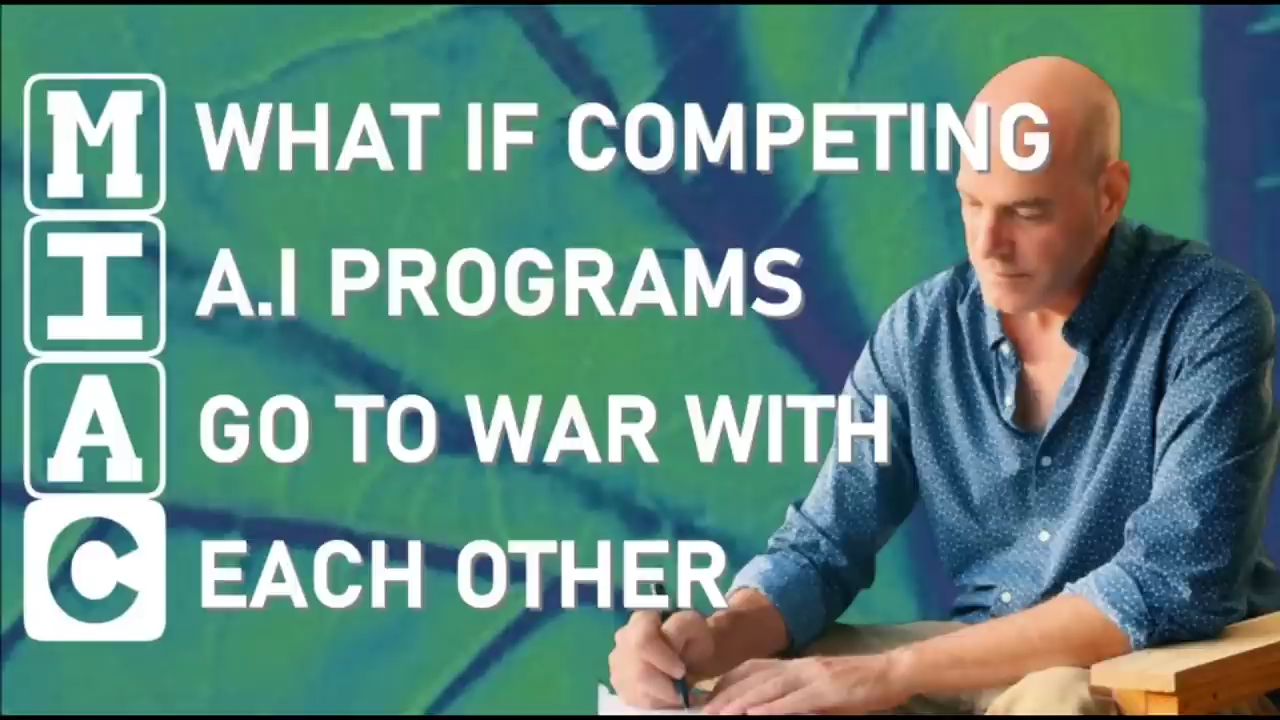 M
I
A
C
WHAT IF COMPETING
A.I PROGRAMS
GO TO WAR WITH
EACH OTHER